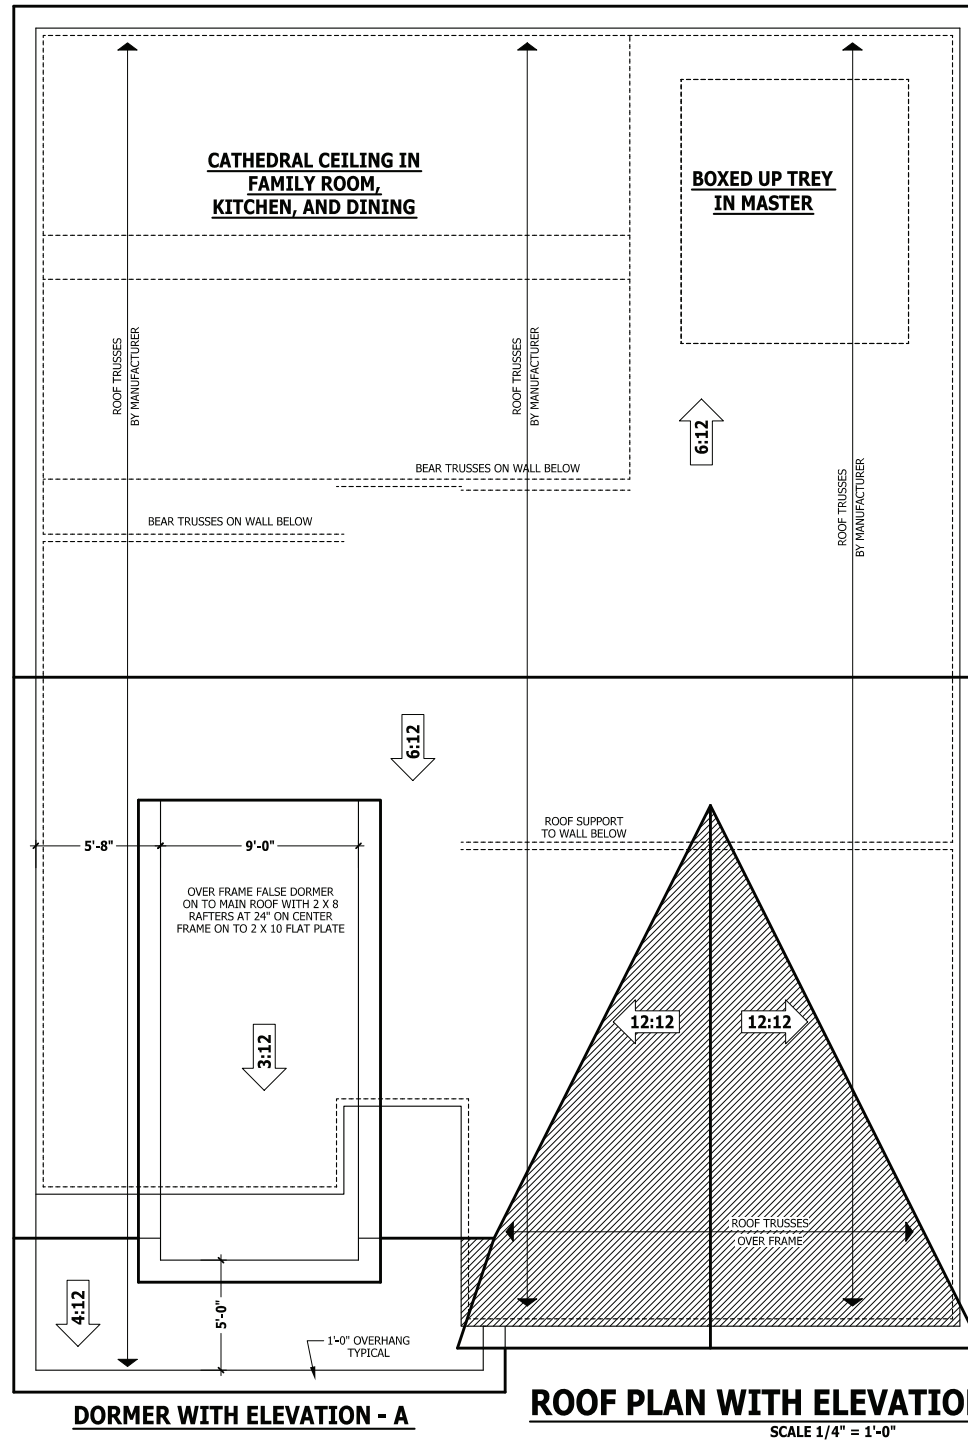 CATHEDRAL CEILING IN
FAMILY ROOM,
KITCHEN, AND DINING
BOXED UP TREY
IN MASTER
ROOF TRUSSES
BY MANUFACTURER
ROOF TRUSSES
BY MANUFACTURER
6:12
BEAR TRUSSES ON WALL BELOW
ROOF TRUSSES
BY MANUFACTURER
BEAR TRUSSES ON WALL BELOW
6:12
ROOF SUPPORT
TO WALL BELOW
5'-8"
9'-0"
OVER FRAME FALSE DORMER
ON TO MAIN ROOF WITH 2 X 8
RAFTERS AT 24" ON CENTER
FRAME ON TO 2 X 10 FLAT PLATE
12:12
12:12
3:12
ROOF TRUSSES
OVER FRAME
4:12
5'-0"
1'-0" OVERHANG
TYPICAL
DORMER WITH ELEVATION - A
ROOF PLAN WITH ELEVATIO
SCALE 1/4" = 1'-0"